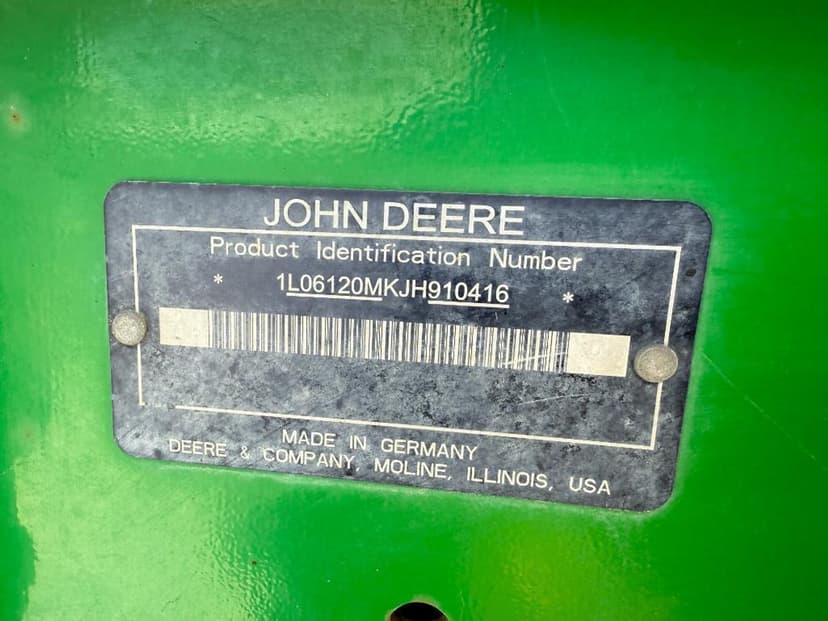 JOHN DEERE
Product Identification Number
* 1L06120MKJH910416 *
MADE IN GERMANY
DEERE & COMPANY, MOLINE, ILLINOIS, USA